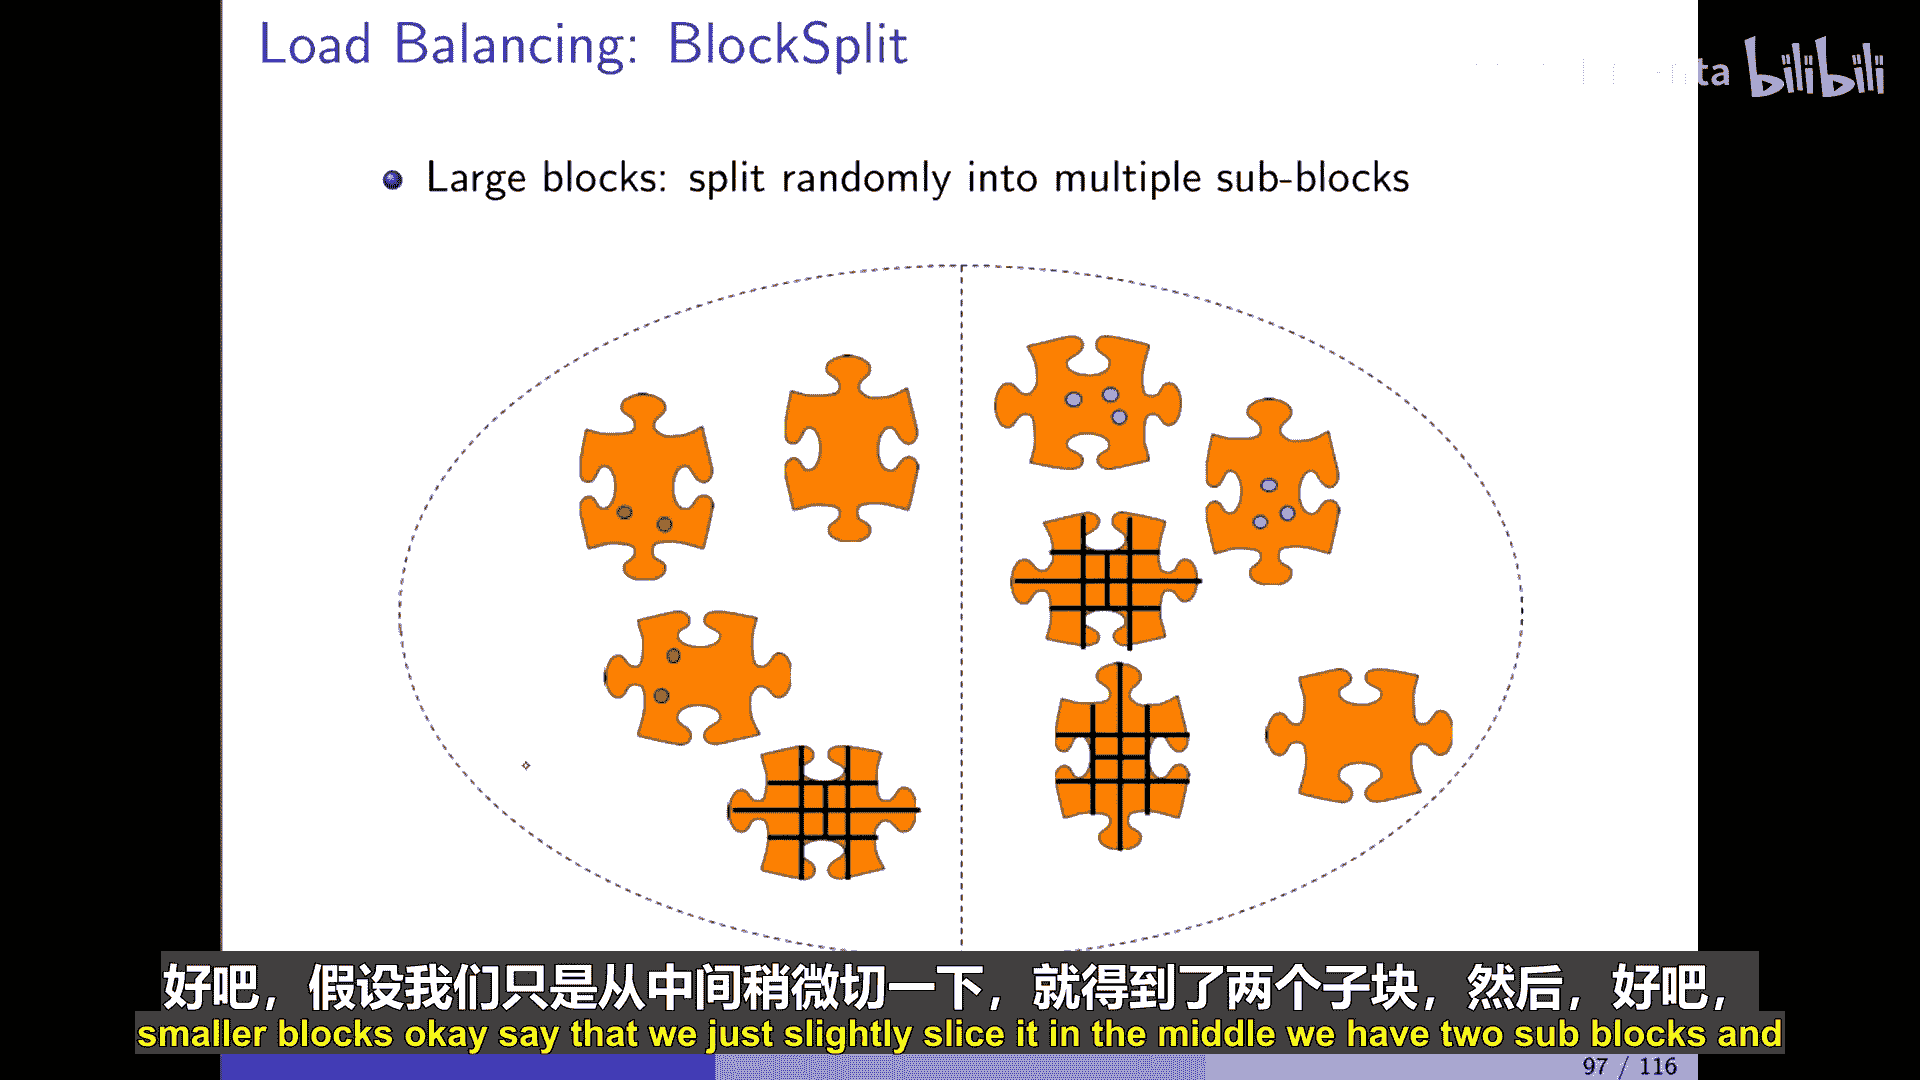 Load Balancing: BlockSplit
ta bilibili
Large blocks: split randomly into multiple sub-blocks
好吧，假设我们只是从中间稍微切一下，就得到了两个子块，然后，好吧，
smaller blocks okay say that we just slightly slice it in the middle we have two sub blocks and
97 / 116